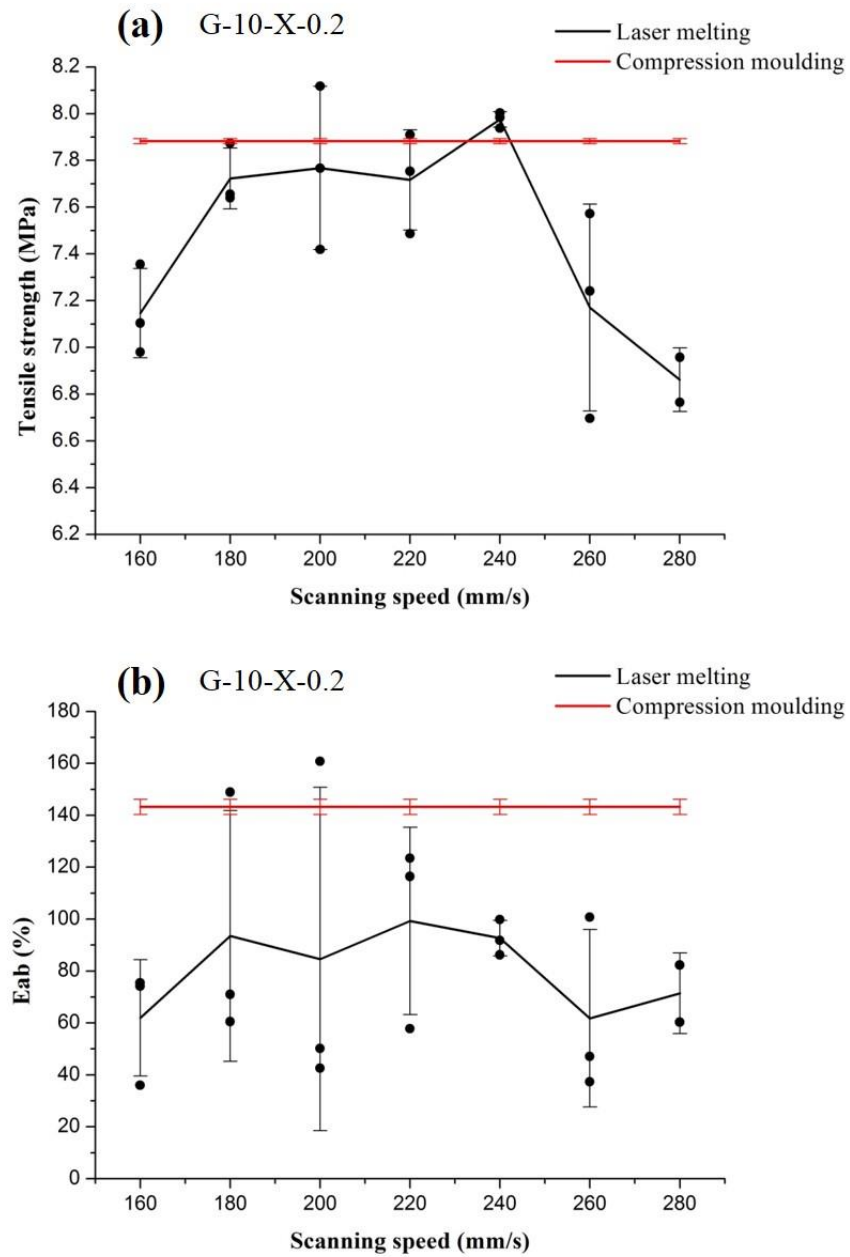 (a) G-10-X-0.2
Laser melting
Compression moulding
8.2
8.0
7.8
7.6
7.4
7.2
7.0
6.8
6.6
6.4
6.2
Tensile strength (MPa)
160 180 200 220 240 260 280
Scanning speed (mm/s)
(b) G-10-X-0.2
Laser melting
Compression moulding
180
160
140
120
100
80
60
40
20
0
Eab (%)
160 180 200 220 240 260 280
Scanning speed (mm/s)